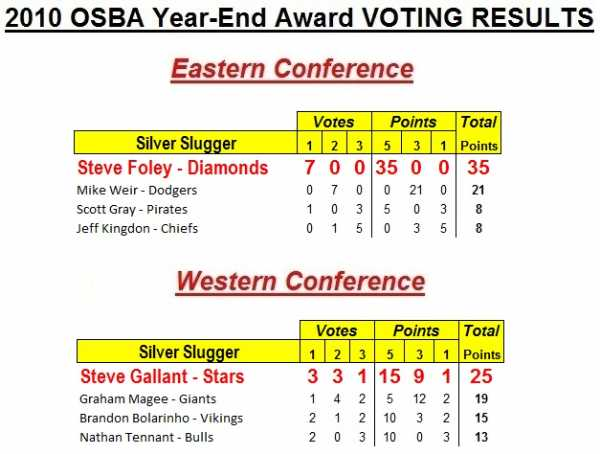 2010 OSBA Year-End Award VOTING RESULTS
Eastern Conference
Votes Points Total
Silver Slugger 1 2 3 5 3 1 Points
Steve Foley - Diamonds 7 0 0 35 0 0 35
Mike Weir - Dodgers 0 7 0 0 21 0 21
Scott Gray - Pirates 1 0 3 5 0 3 8
Jeff Kingdon - Chiefs 0 1 5 0 3 5 8
Western Conference
Votes Points Total
Silver Slugger 1 2 3 5 3 1 Points
Steve Gallant - Stars 3 3 1 15 9 1 25
Graham Magee - Giants 1 4 2 5 12 2 19
Brandon Bolarinho - Vikings 2 1 2 10 3 2 15
Nathan Tennant - Bulls 2 0 3 10 0 3 13